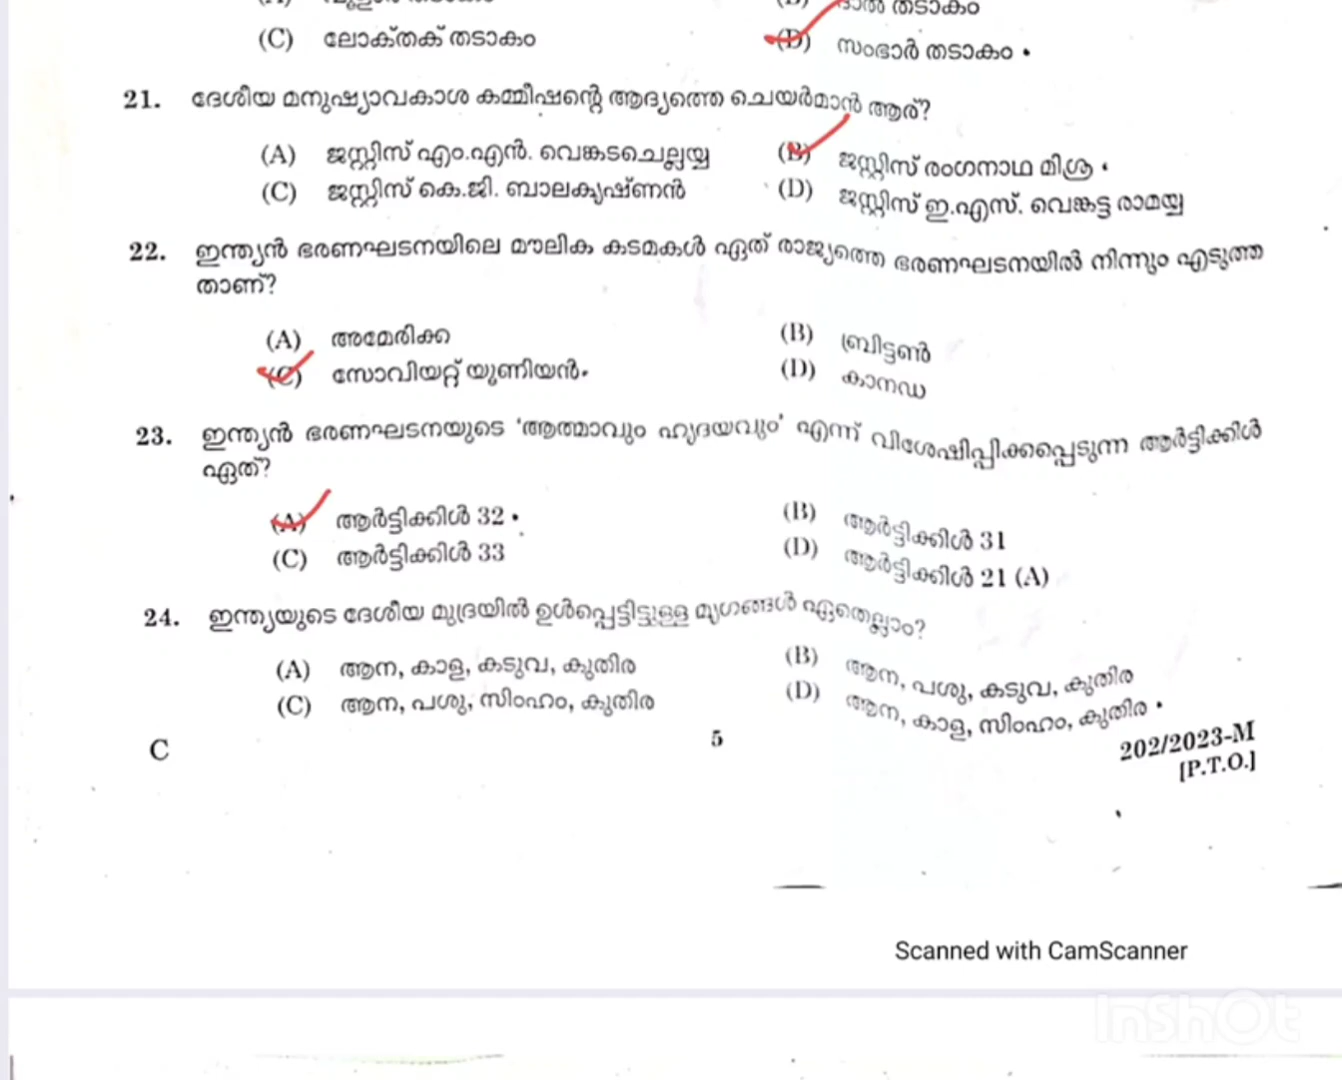 (C) ലോക്തക് തടാകം (D) സംഭാർ തടാകം
21. ദേശീയ മനുഷ്യാവകാശ കമ്മീഷന്റെ ആദ്യത്തെ ചെയർമാൻ ആര്?
(A) ജസ്റ്റിസ് എം.എൻ. വെങ്കടചെല്ലയ്യ (B) ജസ്റ്റിസ് രംഗനാഥ മിശ്ര
(C) ജസ്റ്റിസ് കെ.ജി. ബാലകൃഷ്ണൻ (D) ജസ്റ്റിസ് ഇ.എസ്. വെങ്കട്ട രാമയ്യ
22. ഇന്ത്യൻ ഭരണഘടനയിലെ മൗലിക കടമകൾ ഏത് രാജ്യത്തെ ഭരണഘടനയിൽ നിന്നും എടുത്ത
താണ്?
(A) അമേരിക്ക (B) ബ്രിട്ടൺ
(C) സോവിയറ്റ് യൂണിയൻ (D) കാനഡ
23. ഇന്ത്യൻ ഭരണഘടനയുടെ 'ആത്മാവും ഹൃദയവും' എന്ന് വിശേഷിപ്പിക്കപ്പെടുന്ന ആർട്ടിക്കിൾ
ഏത്?
(A) ആർട്ടിക്കിൾ 32 (B) ആർട്ടിക്കിൾ 31
(C) ആർട്ടിക്കിൾ 33 (D) ആർട്ടിക്കിൾ 21 (A)
24. ഇന്ത്യയുടെ ദേശീയ മുദ്രയിൽ ഉൾപ്പെട്ടിട്ടുള്ള മൃഗങ്ങൾ ഏതെല്ലാം?
(A) ആന, കാള, കടുവ, കുതിര (B) ആന, പശു, കടുവ, കുതിര
(C) ആന, പശു, സിംഹം, കുതിര (D) ആന, കാള, സിംഹം, കുതിര
C 5 202/2023-M
[P.T.O.]
Scanned with CamScanner
InShOt